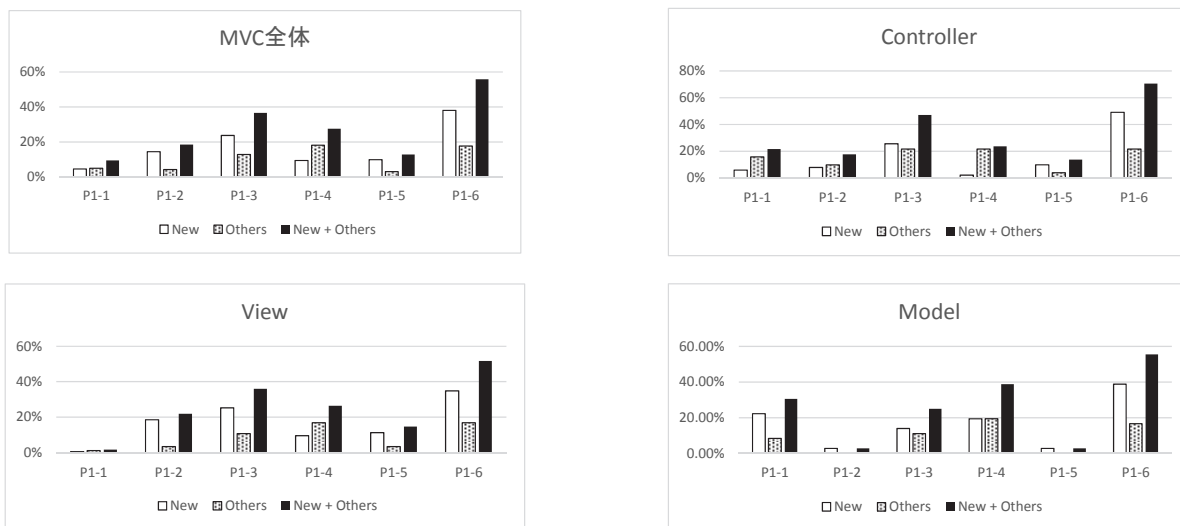 MVC全体
60%
40%
20%
0%
P1-1 P1-2 P1-3 P1-4 P1-5 P1-6
New Others New + Others
Controller
80%
60%
40%
20%
0%
P1-1 P1-2 P1-3 P1-4 P1-5 P1-6
New Others New + Others
View
60%
40%
20%
0%
P1-1 P1-2 P1-3 P1-4 P1-5 P1-6
New Others New + Others
Model
60.00%
40.00%
20.00%
0.00%
P1-1 P1-2 P1-3 P1-4 P1-5 P1-6
New Others New + Others